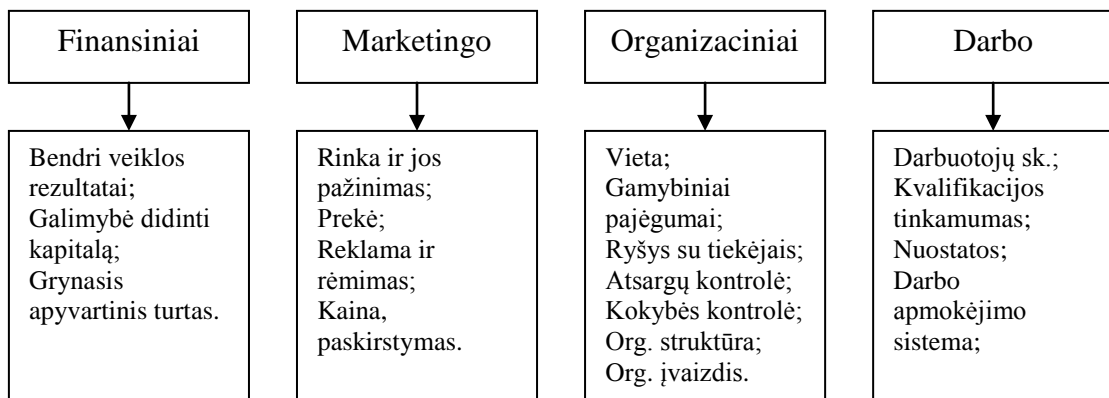 Finansiniai
Bendri veiklos
rezultatai;
Galimybė didinti
kapitalą;
Grynasis
apyvartinis turtas.
Marketingo
Rinka ir jos
pažinimas;
Prekė;
Reklama ir
rėmimas;
Kaina,
paskirstymas.
Organizaciniai
Vieta;
Gamybiniai
pajėgumai;
Ryšys su tiekėjais;
Atsargų kontrolė;
Kokybės kontrolė;
Org. struktūra;
Org. įvaizdis.
Darbo
Darbuotojų sk.;
Kvalifikacijos
tinkamumas;
Nuostatos;
Darbo
apmokėjimo
sistema;